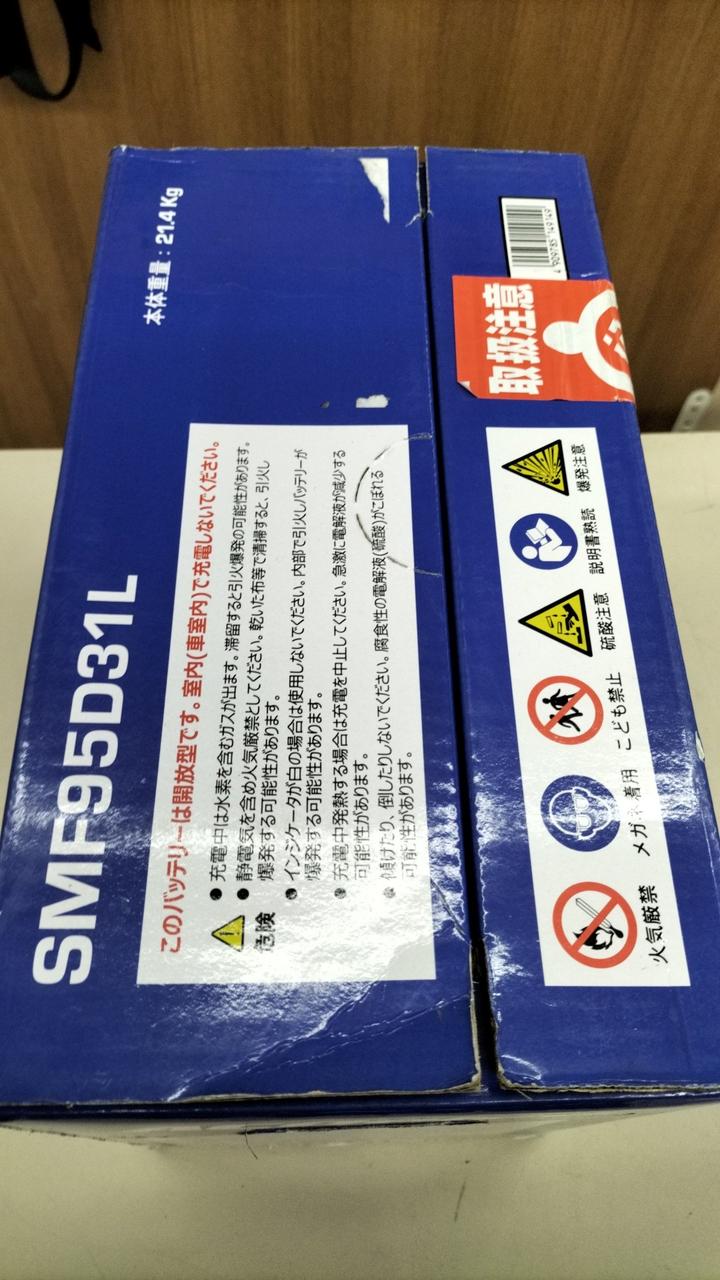 SMF95D31L
本体重量：21.4Kg
このバッテリーは開放型です。室内(車室内)で充電しないでください。
危険
● 充電中は水素を含むガスが出ます。滞留すると引火爆発の可能性があります。
● 静電気を含め火気厳禁としてください。乾いた布等で清掃すると、引火し
爆発する可能性があります。
● インジケータが白の場合は使用しないでください。内部で引火しバッテリーが
爆発する可能性があります。
● 充電中発熱する場合は充電を中止してください。急激に電解液が減少する
可能性があります。
● 傾けたり、倒したりしないでください。腐食性の電解液(硫酸)がこぼれる
可能性があります。
火気厳禁
メガネ着用
こども禁止
硫酸注意
説明書熟読
爆発注意
取扱注意
4 909785 149149